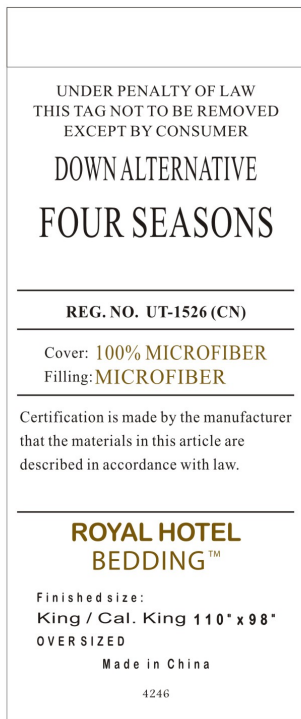 UNDER PENALTY OF LAW
THIS TAG NOT TO BE REMOVED
EXCEPT BY CONSUMER
DOWN ALTERNATIVE
FOUR SEASONS
REG. NO. UT-1526 (CN)
Cover: 100% MICROFIBER
Filling: MICROFIBER
Certification is made by the manufacturer
that the materials in this article are
described in accordance with law.
ROYAL HOTEL
BEDDING™
Finished size:
King / Cal. King 110" x 98"
OVERSIZED
Made in China
4246